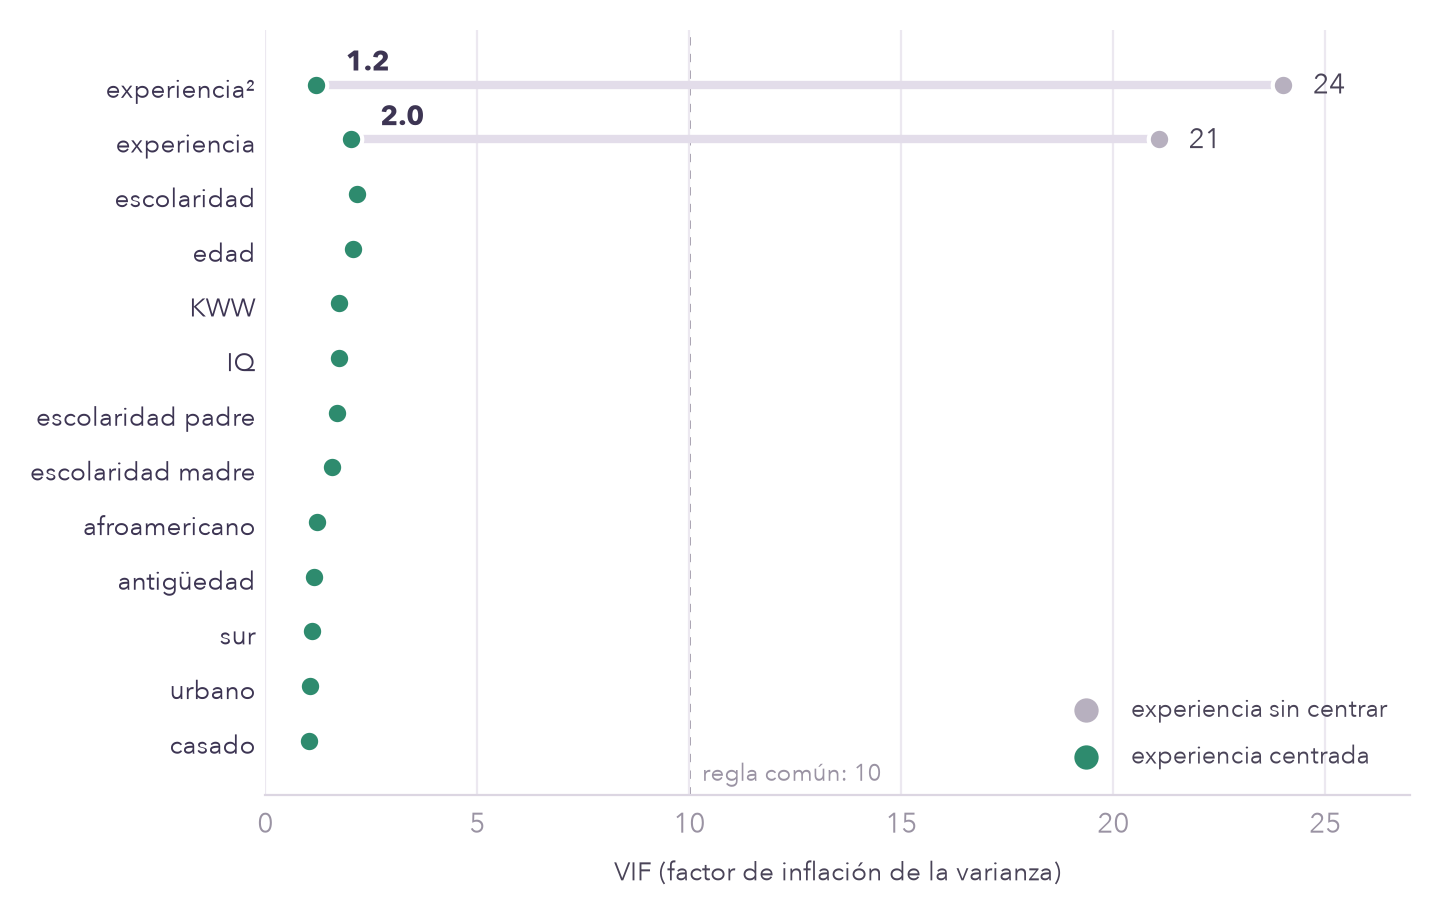 1.2
experiencia²
24
2.0
experiencia
21
escolaridad
edad
KWW
IQ
escolaridad padre
escolaridad madre
afroamericano
antigüedad
sur
urbano
casado
experiencia sin centrar
experiencia centrada
regla común: 10
0 5 10 15 20 25
VIF (factor de inflación de la varianza)